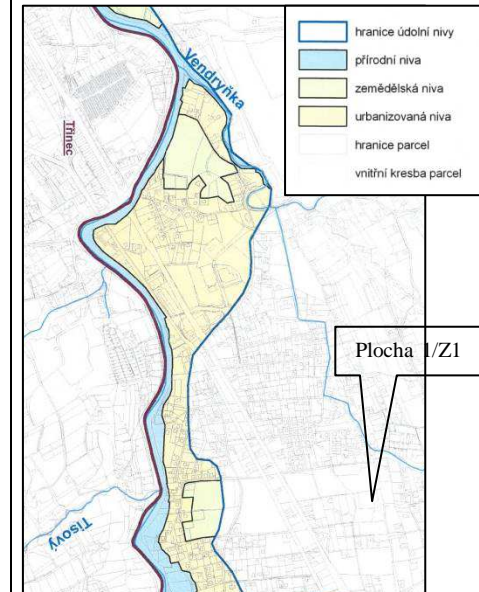 hranice údolní nivy
přírodní niva
zemědělská niva
urbanizovaná niva
hranice parcel
vnitřní kresba parcel
Vendryňka
Třinec
Plocha 1/Z1
Tisový